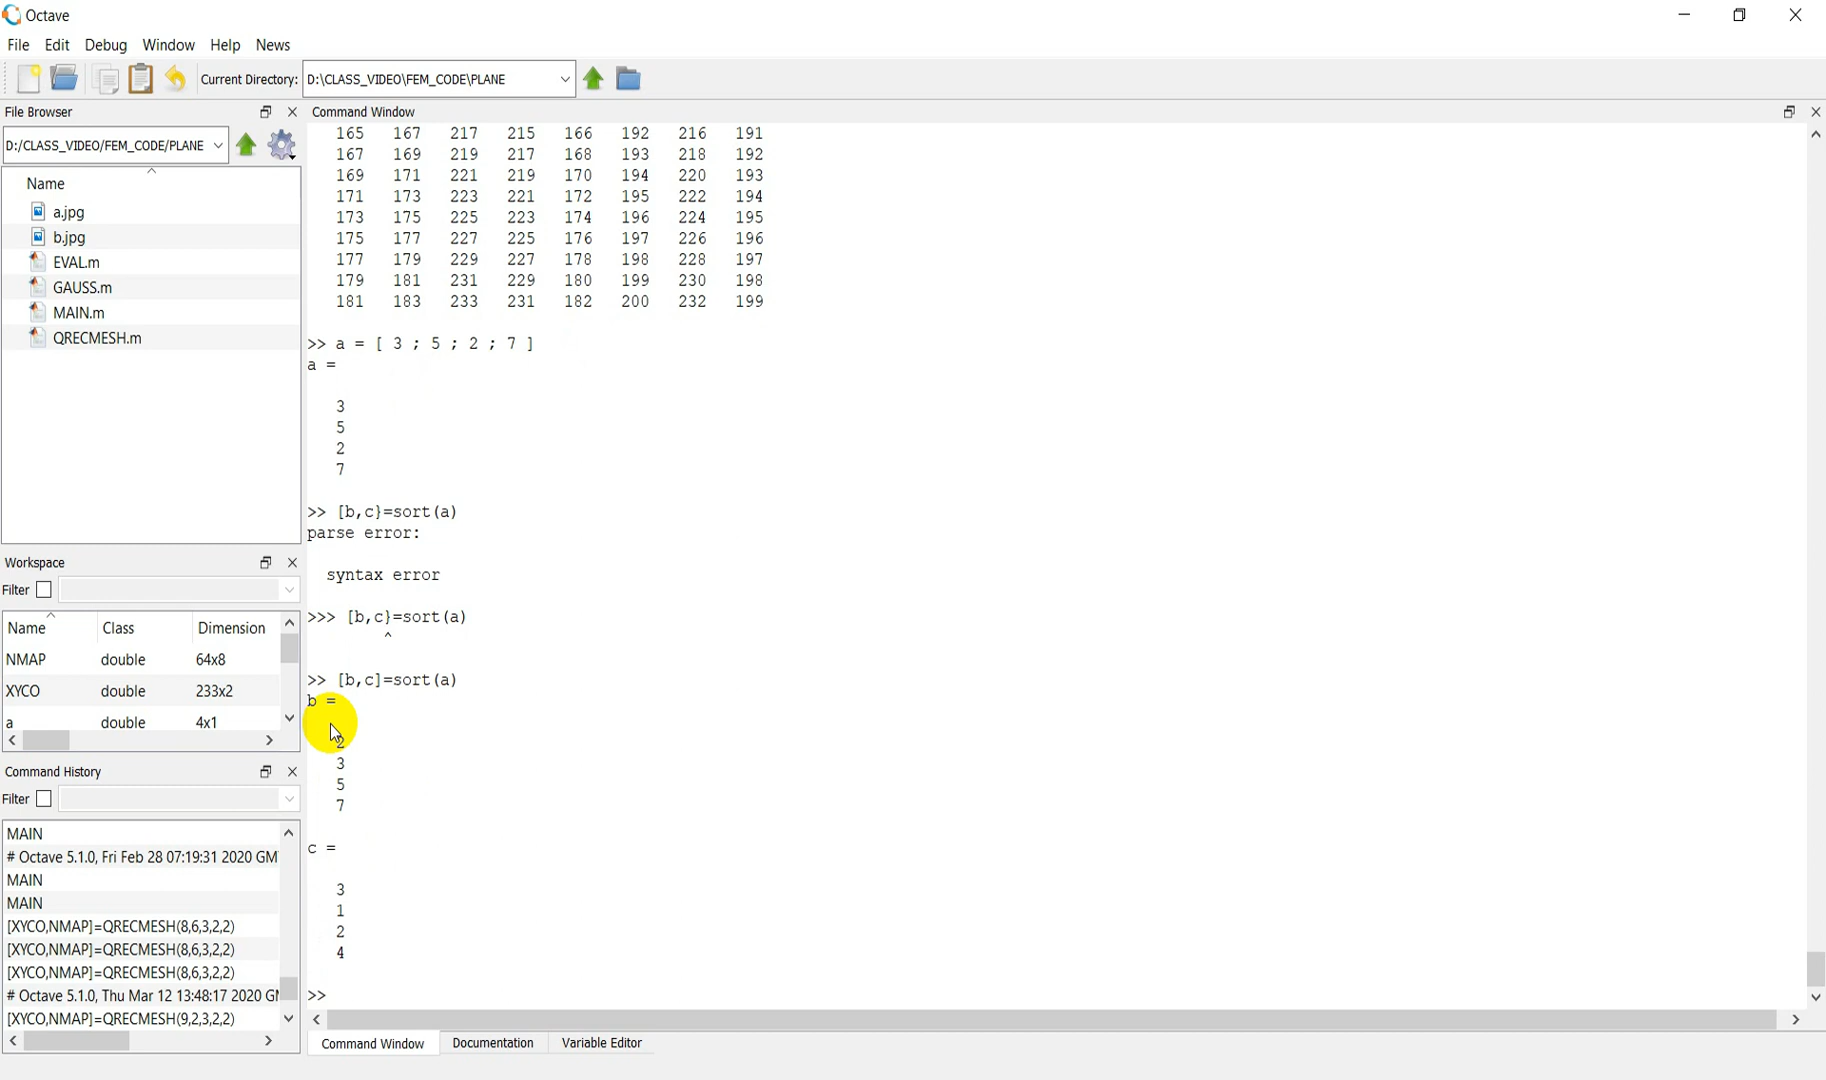 Octave
File Edit Debug Window Help News
Current Directory: D:\CLASS_VIDEO\FEM_CODE\PLANE
File Browser
D:/CLASS_VIDEO/FEM_CODE/PLANE
Name
a.jpg
b.jpg
EVAL.m
GAUSS.m
MAIN.m
QRECMESH.m
Workspace
Filter
Name Class Dimension
NMAP double 64x8
XYCO double 233x2
a double 4x1
Command History
Filter
MAIN
# Octave 5.1.0, Fri Feb 28 07:19:31 2020 GM
MAIN
MAIN
[XYCO,NMAP]=QRECMESH(8,6,3,2,2)
[XYCO,NMAP]=QRECMESH(8,6,3,2,2)
[XYCO,NMAP]=QRECMESH(8,6,3,2,2)
# Octave 5.1.0, Thu Mar 12 13:48:17 2020 G
[XYCO,NMAP]=QRECMESH(9,2,3,2,2)
Command Window
165 167 217 215 166 192 216 191
167 169 219 217 168 193 218 192
169 171 221 219 170 194 220 193
171 173 223 221 172 195 222 194
173 175 225 223 174 196 224 195
175 177 227 225 176 197 226 196
177 179 229 227 178 198 228 197
179 181 231 229 180 199 230 198
181 183 233 231 182 200 232 199
>> a = [ 3 ; 5 ; 2 ; 7 ]
a =
3
5
2
7
>> [b,c}=sort(a)
parse error:
syntax error
>>> [b,c}=sort(a)
^
>> [b,c]=sort(a)
b =
2
3
5
7
c =
3
1
2
4
>>
Command Window Documentation Variable Editor